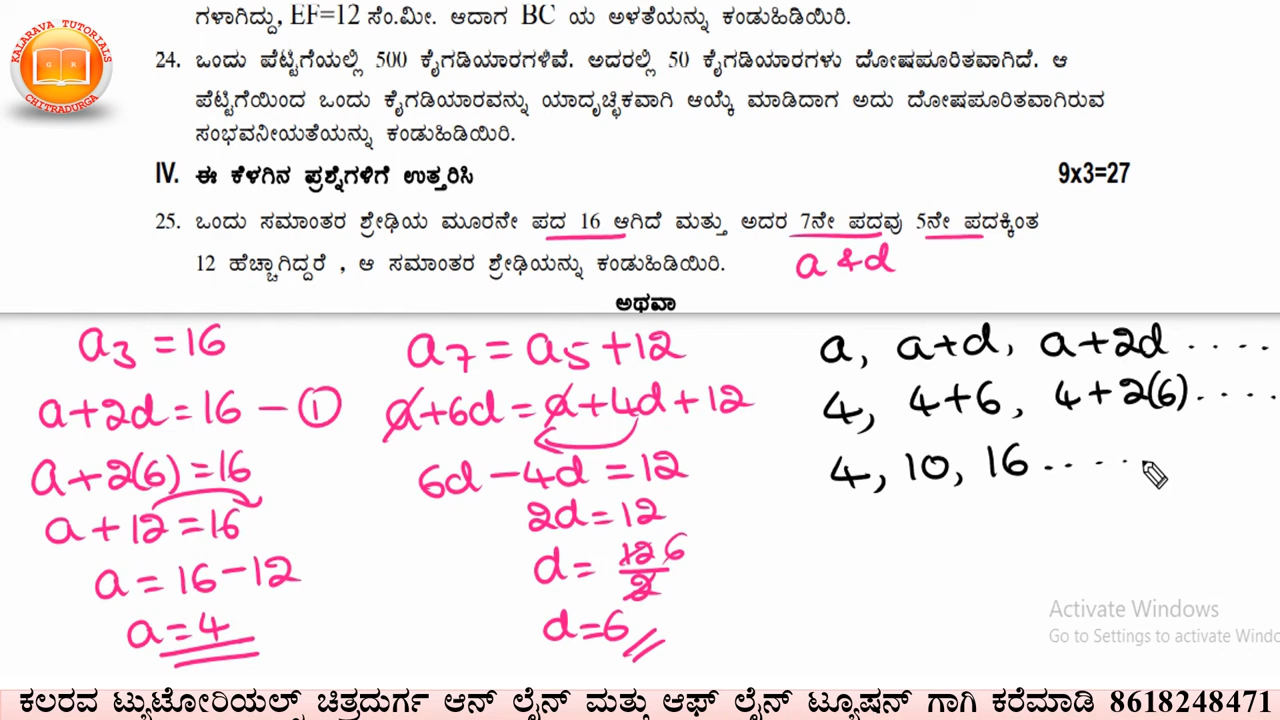 ಗಳಾಗಿದ್ದು, EF=12 ಸೆಂ.ಮೀ. ಆದಾಗ BC ಯ ಅಳತೆಯನ್ನು ಕಂಡುಹಿಡಿಯಿರಿ.
KALARAVA TUTORIALS
G R
CHITRADURGA
24. ಒಂದು ಪೆಟ್ಟಿಗೆಯಲ್ಲಿ 500 ಕೈಗಡಿಯಾರಗಳಿವೆ. ಅದರಲ್ಲಿ 50 ಕೈಗಡಿಯಾರಗಳು ದೋಷಪೂರಿತವಾಗಿದೆ. ಆ
ಪೆಟ್ಟಿಗೆಯಿಂದ ಒಂದು ಕೈಗಡಿಯಾರವನ್ನು ಯಾದೃಚ್ಛಿಕವಾಗಿ ಆಯ್ಕೆ ಮಾಡಿದಾಗ ಅದು ದೋಷಪೂರಿತವಾಗಿರುವ
ಸಂಭವನೀಯತೆಯನ್ನು ಕಂಡುಹಿಡಿಯಿರಿ.
IV. ಈ ಕೆಳಗಿನ ಪ್ರಶ್ನೆಗಳಿಗೆ ಉತ್ತರಿಸಿ 9x3=27
25. ಒಂದು ಸಮಾಂತರ ಶ್ರೇಢಿಯ ಮೂರನೇ ಪದ 16 ಆಗಿದೆ ಮತ್ತು ಅದರ 7ನೇ ಪದವು 5ನೇ ಪದಕ್ಕಿಂತ
12 ಹೆಚ್ಚಾಗಿದ್ದರೆ , ಆ ಸಮಾಂತರ ಶ್ರೇಢಿಯನ್ನು ಕಂಡುಹಿಡಿಯಿರಿ. a & d
ಅಥವಾ
a3 = 16
a+2d = 16 – ①
a+2(6) = 16
a+12 = 16
a = 16 – 12
a = 4
a7 = a5 + 12
a+6d = a+4d+12
6d – 4d = 12
2d = 12
d = 12/2 6
d = 6
a, a+d, a+2d ....
4, 4+6, 4+2(6) ....
4, 10, 16 ....
Activate Windows
Go to Settings to activate Windo
ಕಲರವ ಟ್ಯುಟೋರಿಯಲ್ಸ್ ಚಿತ್ರದುರ್ಗ ಆನ್ ಲೈನ್ ಮತ್ತು ಆಫ್ ಲೈನ್ ಟ್ಯೂಷನ್ ಗಾಗಿ ಕರೆಮಾಡಿ 8618248471